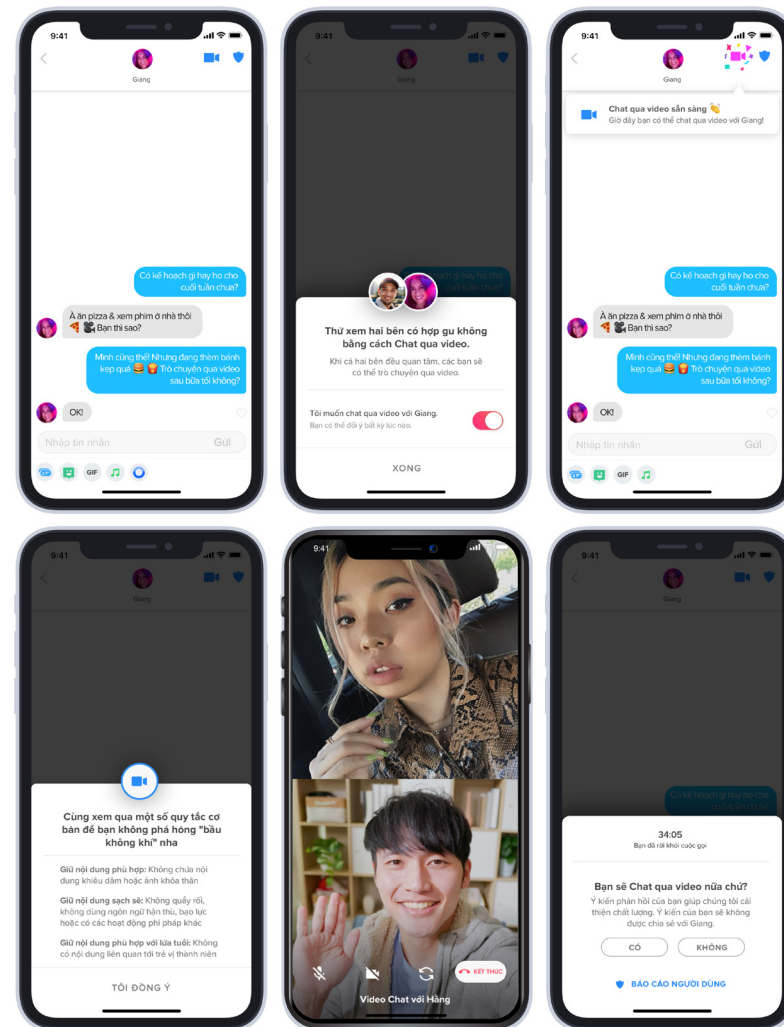 9:41
Giang
Có kế hoạch gì hay ho cho
cuối tuần chưa?
À ăn pizza & xem phim ở nhà thôi
🍕 🎥 Bạn thì sao?
Mình cũng thế! Nhưng đang thèm bánh
kẹp quá 🍔 🍟 Trò chuyện qua video
sau bữa tối không?
OK!
Nhập tin nhắn
Gửi
GIF
9:41
Giang
Thử xem hai bên có hợp gu không
bằng cách Chat qua video.
Khi cả hai bên đều quan tâm, các bạn sẽ
có thể trò chuyện qua video.
Tôi muốn chat qua video với Giang.
Bạn có thể đổi ý bất kỳ lúc nào.
XONG
9:41
Giang
Chat qua video sẵn sàng 👏
Giờ đây bạn có thể chat qua video với Giang!
Có kế hoạch gì hay ho cho
cuối tuần chưa?
À ăn pizza & xem phim ở nhà thôi
🍕 🎥 Bạn thì sao?
Mình cũng thế! Nhưng đang thèm bánh
kẹp quá 🍔 🍟 Trò chuyện qua video
sau bữa tối không?
OK!
Nhập tin nhắn
Gửi
GIF
9:41
Giang
Cùng xem qua một số quy tắc cơ
bản để bạn không phá hỏng "bầu
không khí" nha
Giữ nội dung phù hợp: Không chứa nội
dung khiêu dâm hoặc ảnh khỏa thân
Giữ nội dung sạch sẽ: Không quấy rối,
không dùng ngôn ngữ hận thù, bạo lực
hoặc có các hoạt động phi pháp khác
Giữ nội dung phù hợp với lứa tuổi: Không
có nội dung liên quan tới trẻ vị thành niên
TÔI ĐỒNG Ý
9:41
KẾT THÚC
Video Chat với Hằng
9:41
Giang
Có kế hoạch gì hay ho cho
cuối tuần chưa?
34:05
Bạn đã rời khỏi cuộc gọi
Bạn sẽ Chat qua video nữa chứ?
Ý kiến phản hồi của bạn giúp chúng tôi cải
thiện chất lượng. Ý kiến của bạn sẽ không
được chia sẻ với Giang.
CÓ
KHÔNG
BÁO CÁO NGƯỜI DÙNG